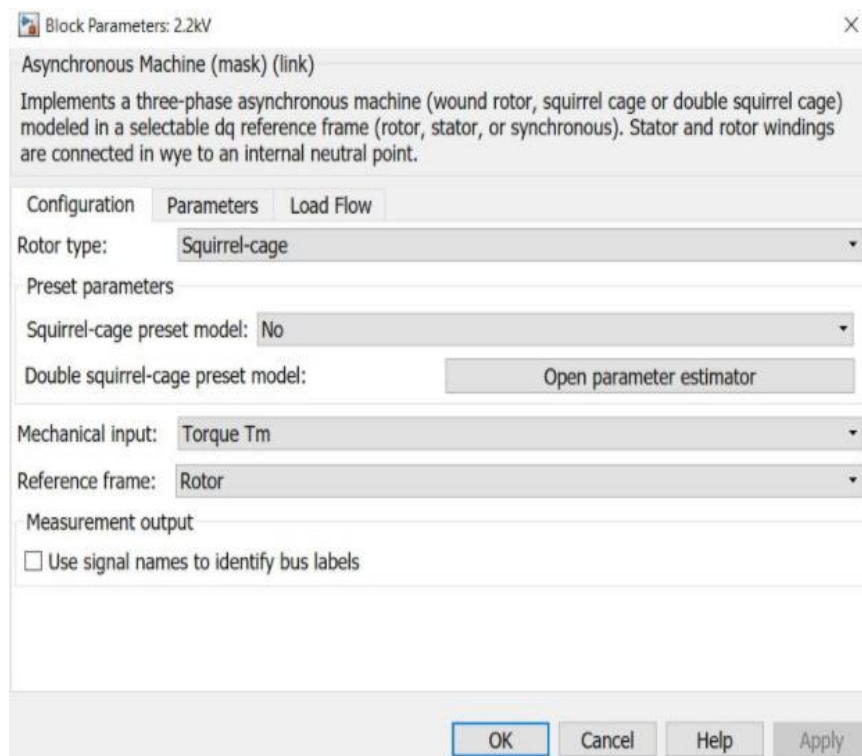 Block Parameters: 2.2kV
Asynchronous Machine (mask) (link)
Implements a three-phase asynchronous machine (wound rotor, squirrel cage or double squirrel cage)
modeled in a selectable dq reference frame (rotor, stator, or synchronous). Stator and rotor windings
are connected in wye to an internal neutral point.
Configuration Parameters Load Flow
Rotor type: Squirrel-cage
Preset parameters
Squirrel-cage preset model: No
Double squirrel-cage preset model: Open parameter estimator
Mechanical input: Torque Tm
Reference frame: Rotor
Measurement output
Use signal names to identify bus labels
OK Cancel Help Apply